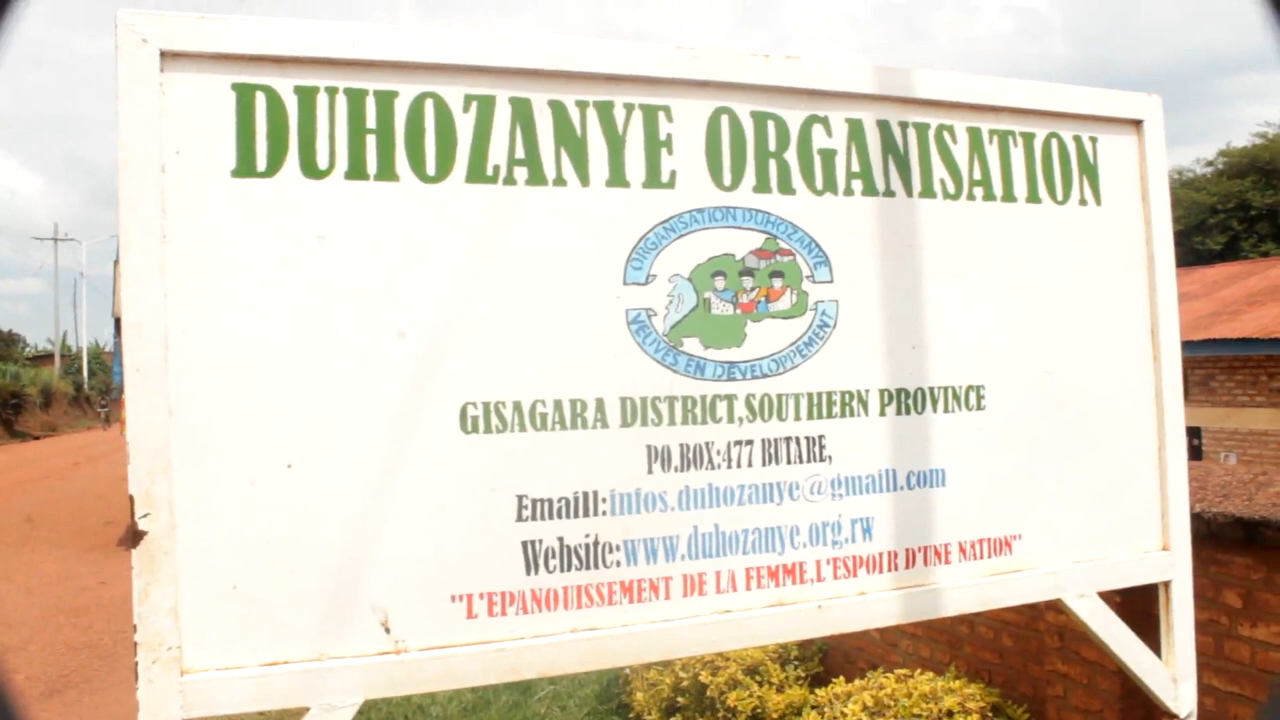 DUHOZANYE ORGANISATION
ORGANISATION DUHOZANYE
VEUVES EN DEVELOPPEMENT
GISAGARA DISTRICT,SOUTHERN PROVINCE
PO.BOX:477 BUTARE,
Emaill:infos.duhozanye@gmaill.com
Website:www.duhozanye.org.rw
"L'EPANOUISSEMENT DE LA FEMME,L'ESPOIR D'UNE NATION"